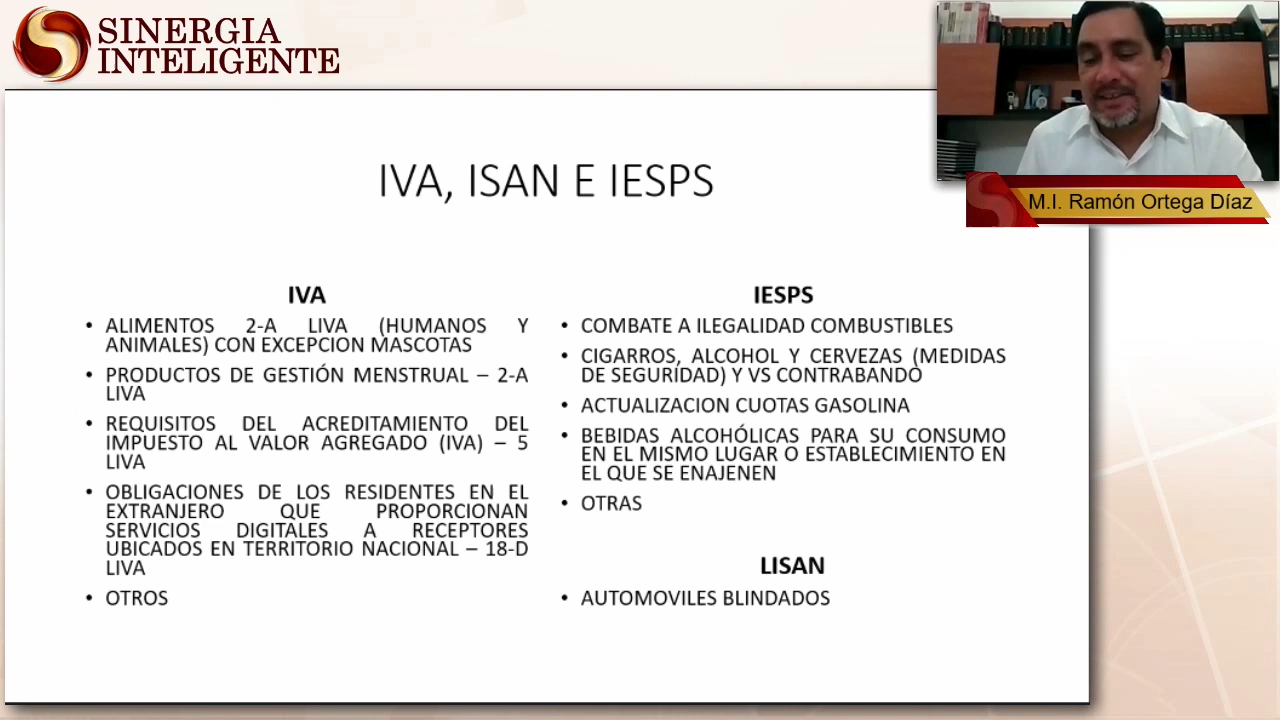 SINERGIA
INTELIGENTE
M.I. Ramón Ortega Díaz
IVA, ISAN E IESPS
IVA
• ALIMENTOS 2-A LIVA (HUMANOS Y
ANIMALES) CON EXCEPCION MASCOTAS
• PRODUCTOS DE GESTIÓN MENSTRUAL – 2-A
LIVA
• REQUISITOS DEL ACREDITAMIENTO DEL
IMPUESTO AL VALOR AGREGADO (IVA) – 5
LIVA
• OBLIGACIONES DE LOS RESIDENTES EN EL
EXTRANJERO QUE PROPORCIONAN
SERVICIOS DIGITALES A RECEPTORES
UBICADOS EN TERRITORIO NACIONAL – 18-D
LIVA
• OTROS
IESPS
• COMBATE A ILEGALIDAD COMBUSTIBLES
• CIGARROS, ALCOHOL Y CERVEZAS (MEDIDAS
DE SEGURIDAD) Y VS CONTRABANDO
• ACTUALIZACION CUOTAS GASOLINA
• BEBIDAS ALCOHÓLICAS PARA SU CONSUMO
EN EL MISMO LUGAR O ESTABLECIMIENTO EN
EL QUE SE ENAJENEN
• OTRAS
LISAN
• AUTOMOVILES BLINDADOS